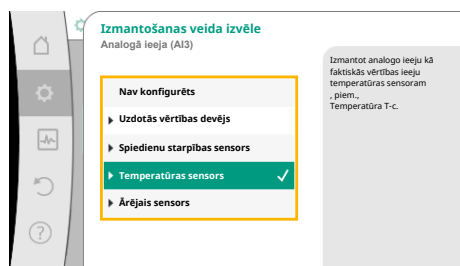 Izmantošanas veida izvēle
Analogā ieeja (AI3)
Nav konfigurēts
Uzdotās vērtības devējs
Spiedienu starpības sensors
Temperatūras sensors
Ārējais sensors
Izmantot analogo ieeju kā
faktiskās vērtības ieeju
temperatūras sensoram
, piem.,
Temperatūra T-c.
?